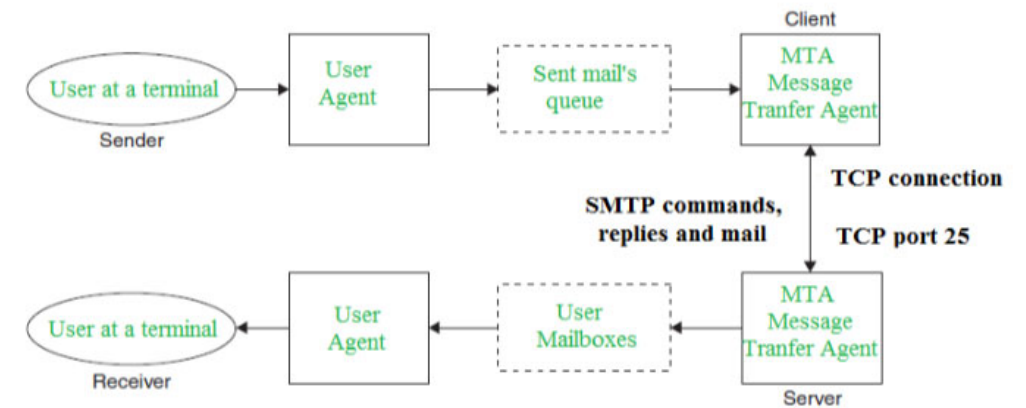 Client
User at a terminal
User
Agent
Sent mail's
queue
MTA
Message
Tranfer Agent
Sender
TCP connection
SMTP commands,
replies and mail
TCP port 25
User at a terminal
User
Agent
User
Mailboxes
MTA
Message
Tranfer Agent
Receiver
Server